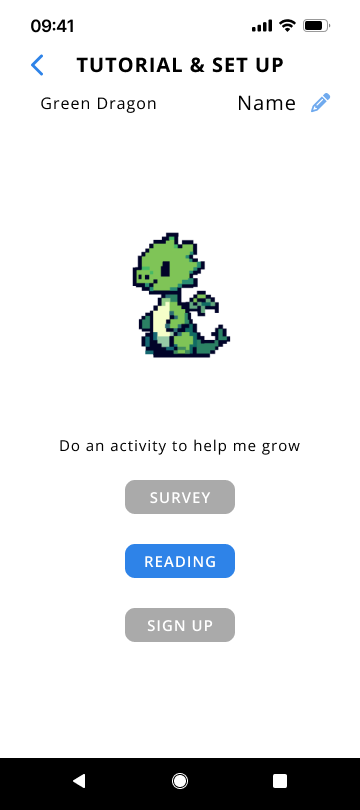 09:41
TUTORIAL & SET UP
Green Dragon
Name
Do an activity to help me grow
SURVEY
READING
SIGN UP